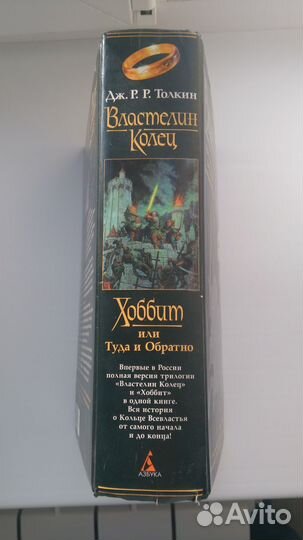 Дж. Р. Р. Толкин
Властелин
Колец
Хоббит
или
Туда и Обратно
Впервые в России
полная версия трилогии
«Властелин Колец»
и «Хоббит»
в одной книге.
Вся история
о Кольце Всевластья
от самого начала
и до конца!
АЗБУКА
Avito